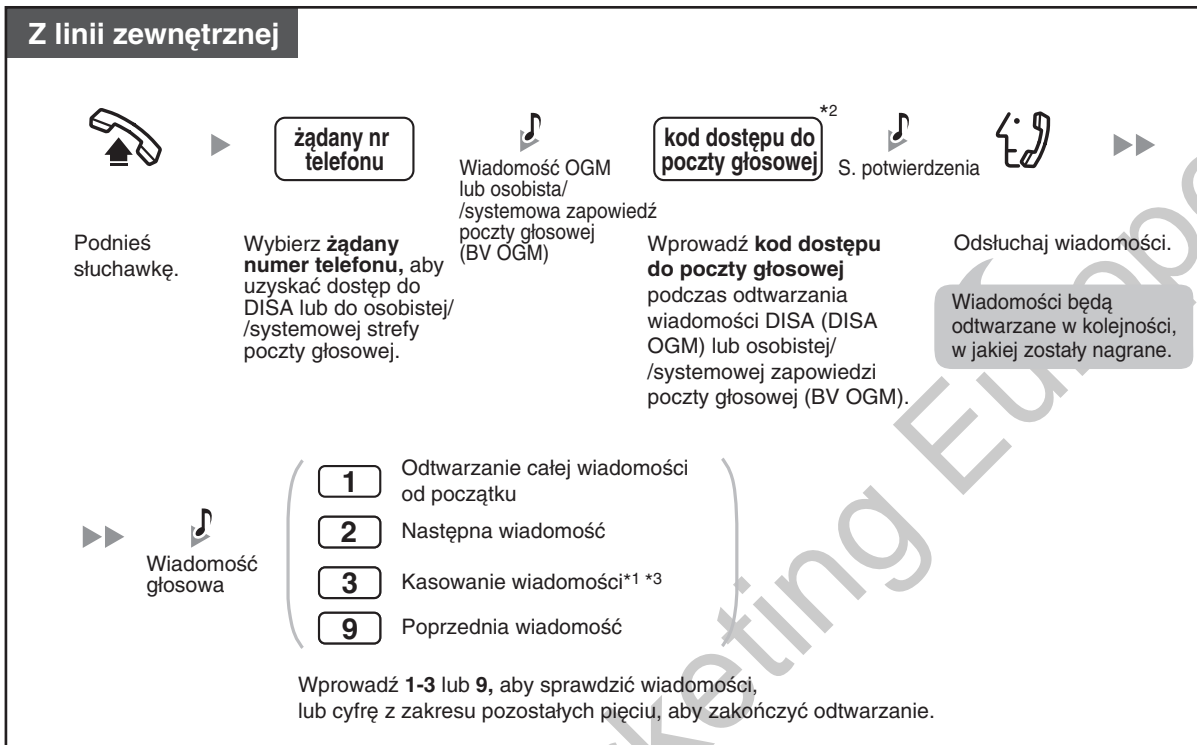 Z linii zewnętrznej
żądany nr
telefonu
Wiadomość OGM
lub osobista/
/systemowa zapowiedź
poczty głosowej
(BV OGM)
kod dostępu do
poczty głosowej
*2
S. potwierdzenia
Podnieś
słuchawkę.
Wybierz żądany
numer telefonu, aby
uzyskać dostęp do
DISA lub do osobistej/
/systemowej strefy
poczty głosowej.
Wprowadź kod dostępu
do poczty głosowej
podczas odtwarzania
wiadomości DISA (DISA
OGM) lub osobistej/
/systemowej zapowiedzi
poczty głosowej (BV OGM).
Odsłuchaj wiadomości.
Wiadomości będą
odtwarzane w kolejności,
w jakiej zostały nagrane.
Wiadomość
głosowa
1 Odtwarzanie całej wiadomości
od początku
2 Następna wiadomość
3 Kasowanie wiadomości*1 *3
9 Poprzednia wiadomość
Wprowadź 1-3 lub 9, aby sprawdzić wiadomości,
lub cyfrę z zakresu pozostałych pięciu, aby zakończyć odtwarzanie.